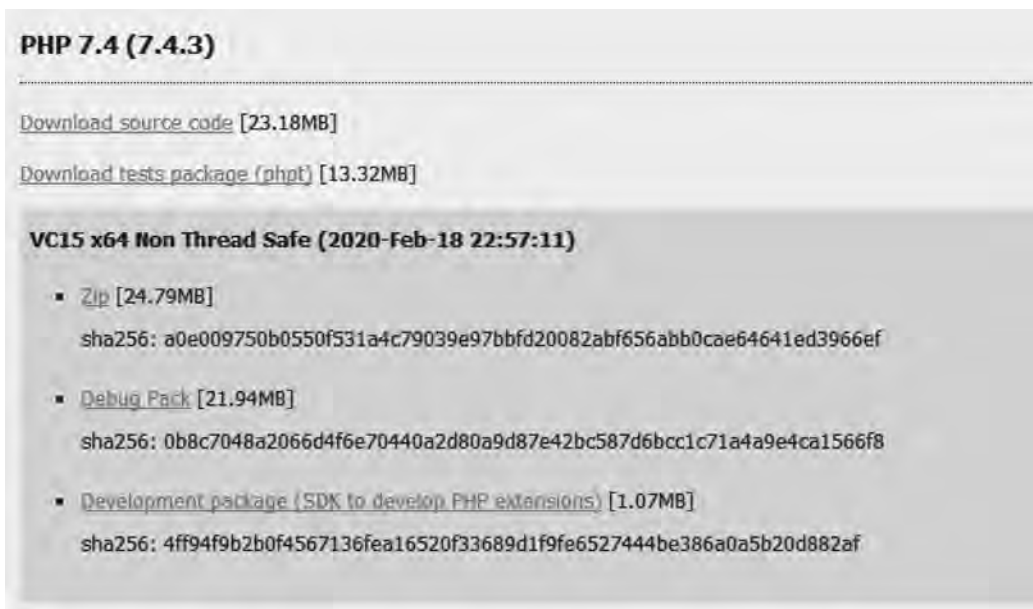 PHP 7.4 (7.4.3)
Download source code [23.18MB]
Download tests package (phpt) [13.32MB]
VC15 x64 Non Thread Safe (2020-Feb-18 22:57:11)
▪ Zip [24.79MB]
sha256: a0e009750b0550f531a4c79039e97bbfd20082abf656abb0cae64641ed3966ef
▪ Debug Pack [21.94MB]
sha256: 0b8c7048a2066d4f6e70440a2d80a9d87e42bc587d6bcc1c71a4a9e4ca1566f8
▪ Development package (SDK to develop PHP extensions) [1.07MB]
sha256: 4ff94f9b2b0f4567136fea16520f33689d1f9fe6527444be386a0a5b20d882af